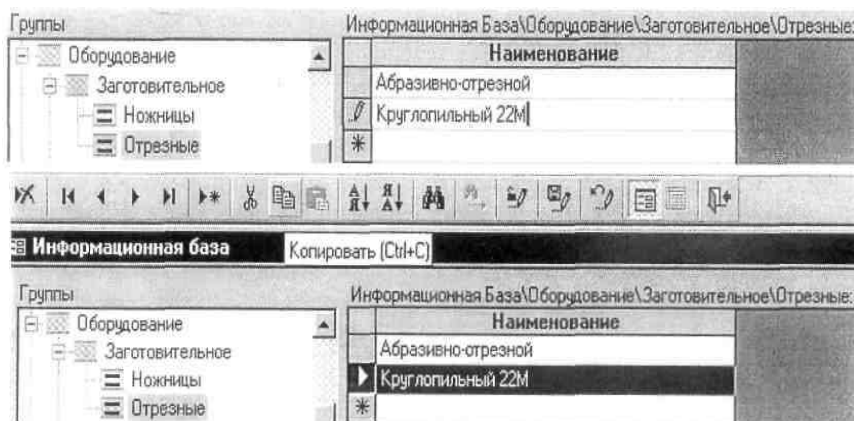 Группы
Информационная База\Оборудование\Заготовительное\Отрезные:
Оборудование
Наименование
Заготовительное
Абразивно-отрезной
Ножницы
Круглопильный 22М
Отрезные
Информационная база
Копировать (Ctrl+C)
Группы
Информационная База\Оборудование\Заготовительное\Отрезные:
Оборудование
Наименование
Заготовительное
Абразивно-отрезной
Ножницы
Круглопильный 22М
Отрезные